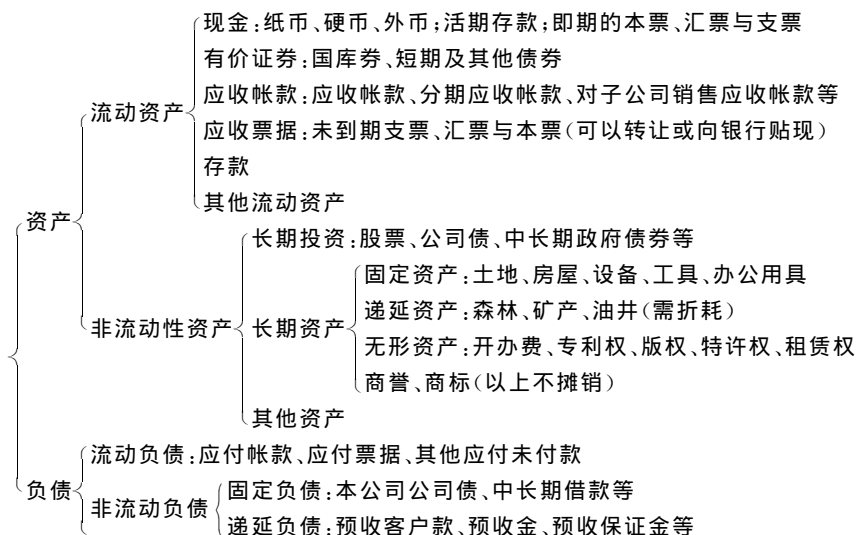 现金:纸币、硬币、外币;活期存款;即期的本票、汇票与支票
有价证券:国库券、短期及其他债券
应收帐款:应收帐款、分期应收帐款、对子公司销售应收帐款等
流动资产
应收票据:未到期支票、汇票与本票(可以转让或向银行贴现)
存款
其他流动资产
资产
长期投资:股票、公司债、中长期政府债券等
固定资产:土地、房屋、设备、工具、办公用具
递延资产:森林、矿产、油井(需折耗)
非流动性资产
长期资产
无形资产:开办费、专利权、版权、特许权、租赁权
商誉、商标(以上不摊销)
其他资产
流动负债:应付帐款、应付票据、其他应付未付款
负债
固定负债:本公司公司债、中长期借款等
非流动负债
递延负债:预收客户款、预收金、预收保证金等